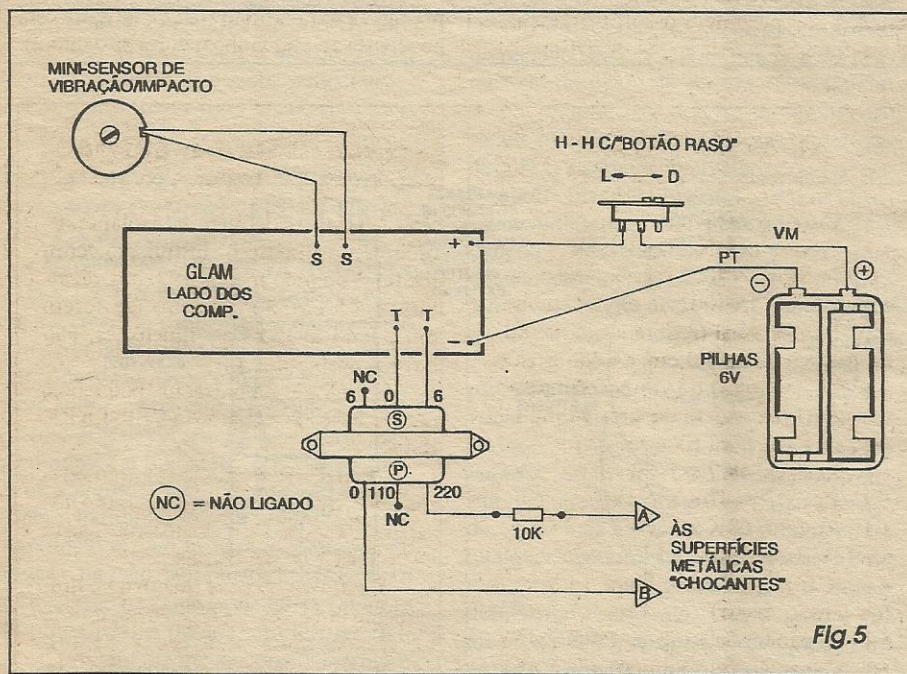 MINI-SENSOR DE
VIBRAÇÃO/IMPACTO
H - H C/"BOTÃO RASO"
L D
S S
+
VM
GLAM
LADO DOS
COMP.
PT
- +
T T
-
PILHAS
6V
NC
6 0 6
S
P
0 110 220
NC = NÃO LIGADO
NC
10K
A
ÀS
SUPERFÍCIES
METÁLICAS
"CHOCANTES"
B
Fig.5